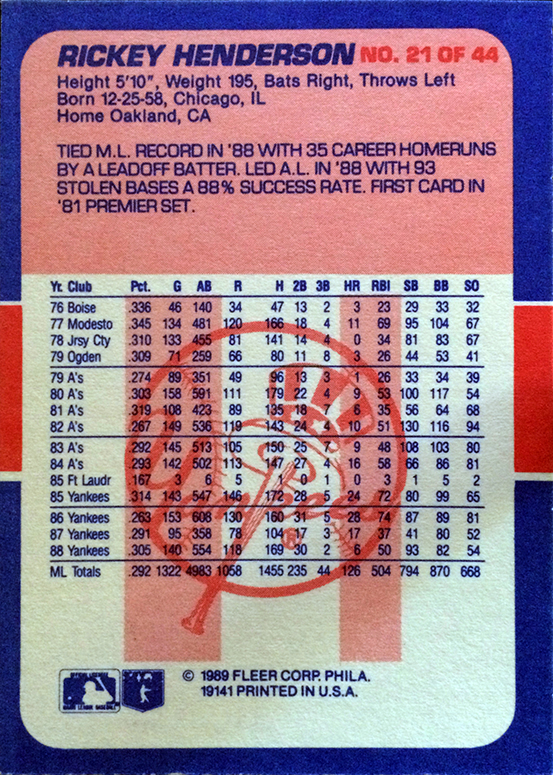 RICKEY HENDERSON NO. 21 OF 44
Height 5'10", Weight 195, Bats Right, Throws Left
Born 12-25-58, Chicago, IL
Home Oakland, CA
TIED M.L. RECORD IN '88 WITH 35 CAREER HOMERUNS
BY A LEADOFF BATTER. LED A.L. IN '88 WITH 93
STOLEN BASES A 88% SUCCESS RATE. FIRST CARD IN
'81 PREMIER SET.
Yr. Club Pct. G AB R H 2B 3B HR RBI SB BB SO
76 Boise .336 46 140 34 47 13 2 3 23 29 33 32
77 Modesto .345 134 481 120 166 18 4 11 69 95 104 67
78 Jrsy Cty .310 133 455 81 141 14 4 0 34 81 83 67
79 Ogden .309 71 259 66 80 11 8 3 26 44 53 41
79 A's .274 89 351 49 96 13 3 1 26 33 34 39
80 A's .303 158 591 111 179 22 4 9 53 100 117 54
81 A's .319 108 423 89 135 18 7 6 35 56 64 68
82 A's .267 149 536 119 143 24 4 10 51 130 116 94
83 A's .292 145 513 105 150 25 7 9 48 108 103 80
84 A's .293 142 502 113 147 27 4 16 58 66 86 81
85 Ft Laudr .167 3 6 5 1 0 1 0 3 1 5 2
85 Yankees .314 143 547 146 172 28 5 24 72 80 99 65
86 Yankees .263 153 608 130 160 31 5 28 74 87 89 81
87 Yankees .291 95 358 78 104 17 3 17 37 41 80 52
88 Yankees .305 140 554 118 169 30 2 6 50 93 82 54
ML Totals .292 1322 4983 1058 1455 235 44 126 504 794 870 668
Yankees
®
© 1989 FLEER CORP. PHILA.
19141 PRINTED IN U.S.A.